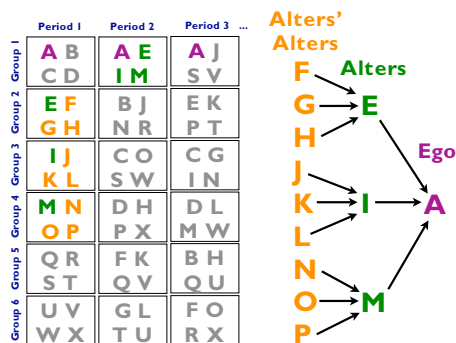 Period 1 Period 2 Period 3 ...
Group 1
A B A E A J
C D I M S V
Group 2
E F B J E K
G H N R P T
Group 3
I J C O C G
K L S W I N
Group 4
M N D H D L
O P P X M W
Group 5
Q R F K B H
S T Q V Q U
Group 6
U V G L F O
W X T U R X
Alters'
Alters
F
G
H
J
K
L
N
O
P
Alters
E
I
M
Ego
A